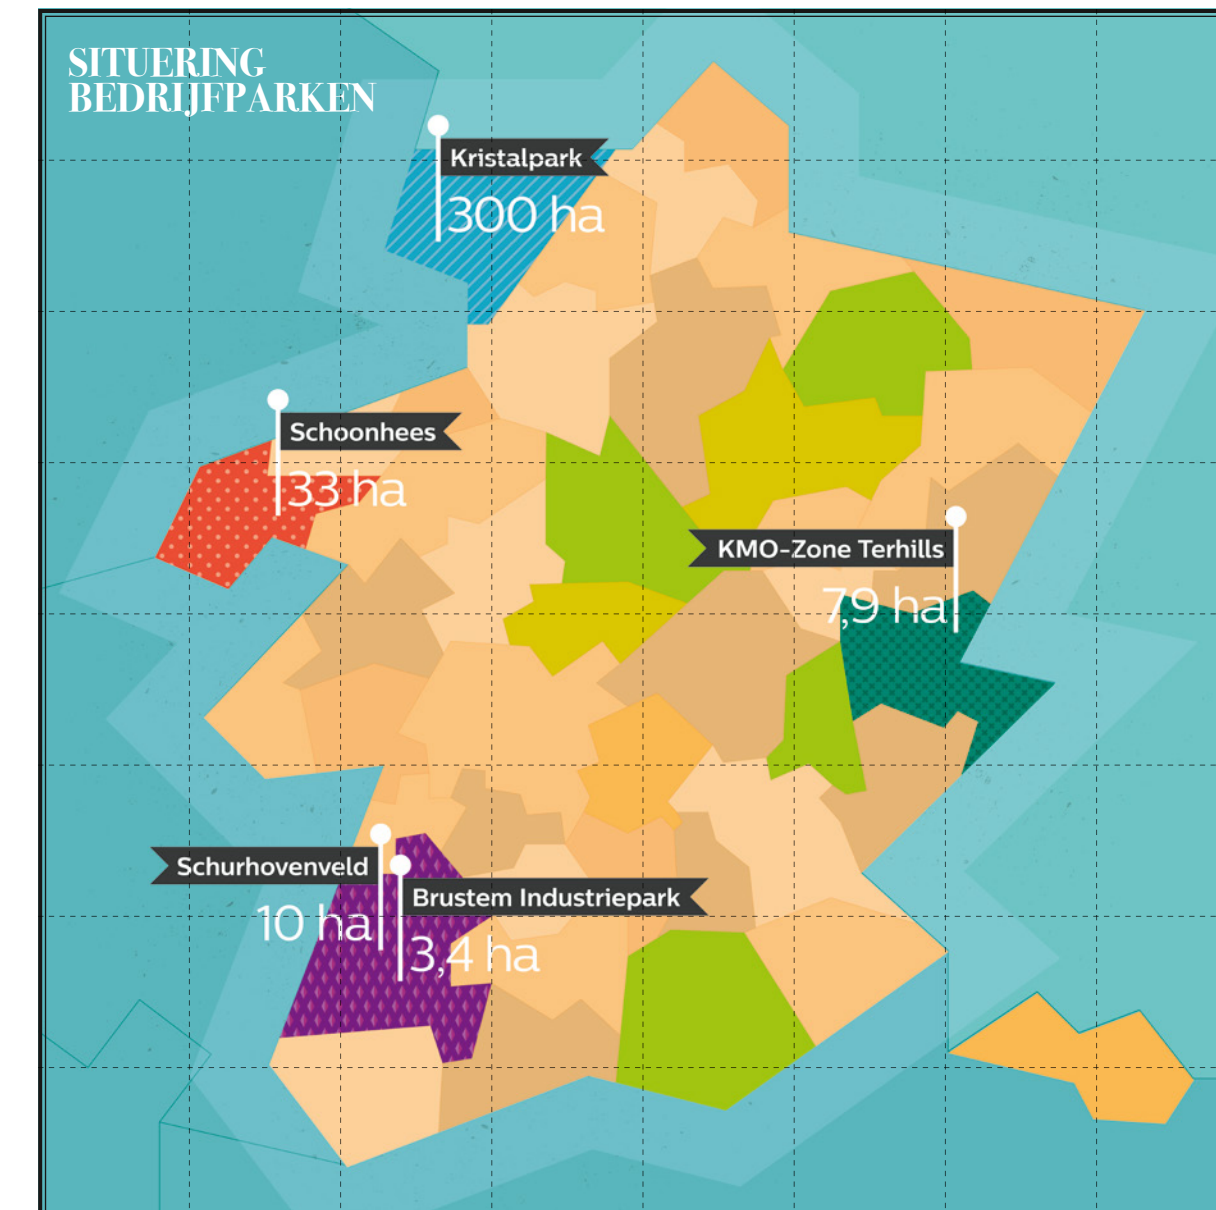 SITUERING
BEDRIJFPARKEN
Kristalpark
300 ha
Schoonhees
33 ha
KMO-Zone Terhills
7,9 ha
Schurhovenveld
10 ha
Brustem Industriepark
3,4 ha